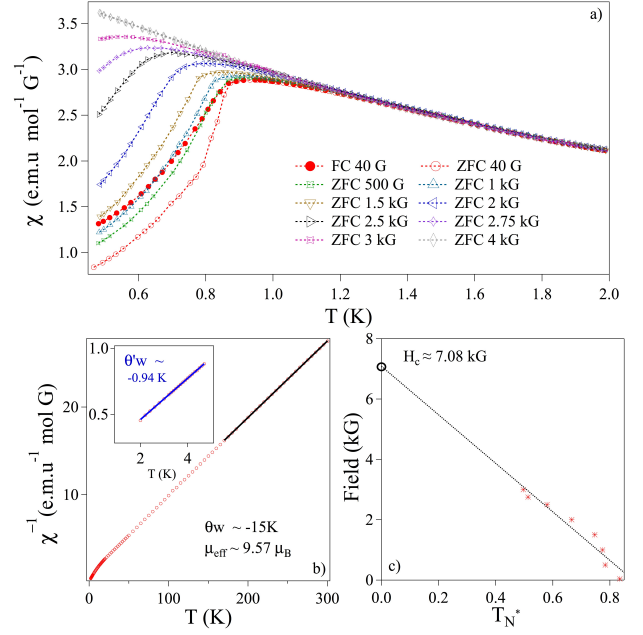 a)
χ (e.m.u mol⁻¹ G⁻¹)
3.5
3.0
2.5
2.0
1.5
1.0
FC 40 G
ZFC 40 G
ZFC 500 G
ZFC 1 kG
ZFC 1.5 kG
ZFC 2 kG
ZFC 2.5 kG
ZFC 2.75 kG
ZFC 3 kG
ZFC 4 kG
0.6 0.8 1.0 1.2 1.4 1.6 1.8 2.0
T (K)
χ⁻¹ (e.m.u⁻¹ mol G)
20
10
0
1.0
0.5
θ'w ~
-0.94 K
2 4
T (K)
θw ~ -15K
μeff ~ 9.57 μB
b)
0 50 100 150 200 250 300
T (K)
Field (kG)
8
6
4
2
0
Hc ≈ 7.08 kG
c)
0.0 0.2 0.4 0.6 0.8
TN*